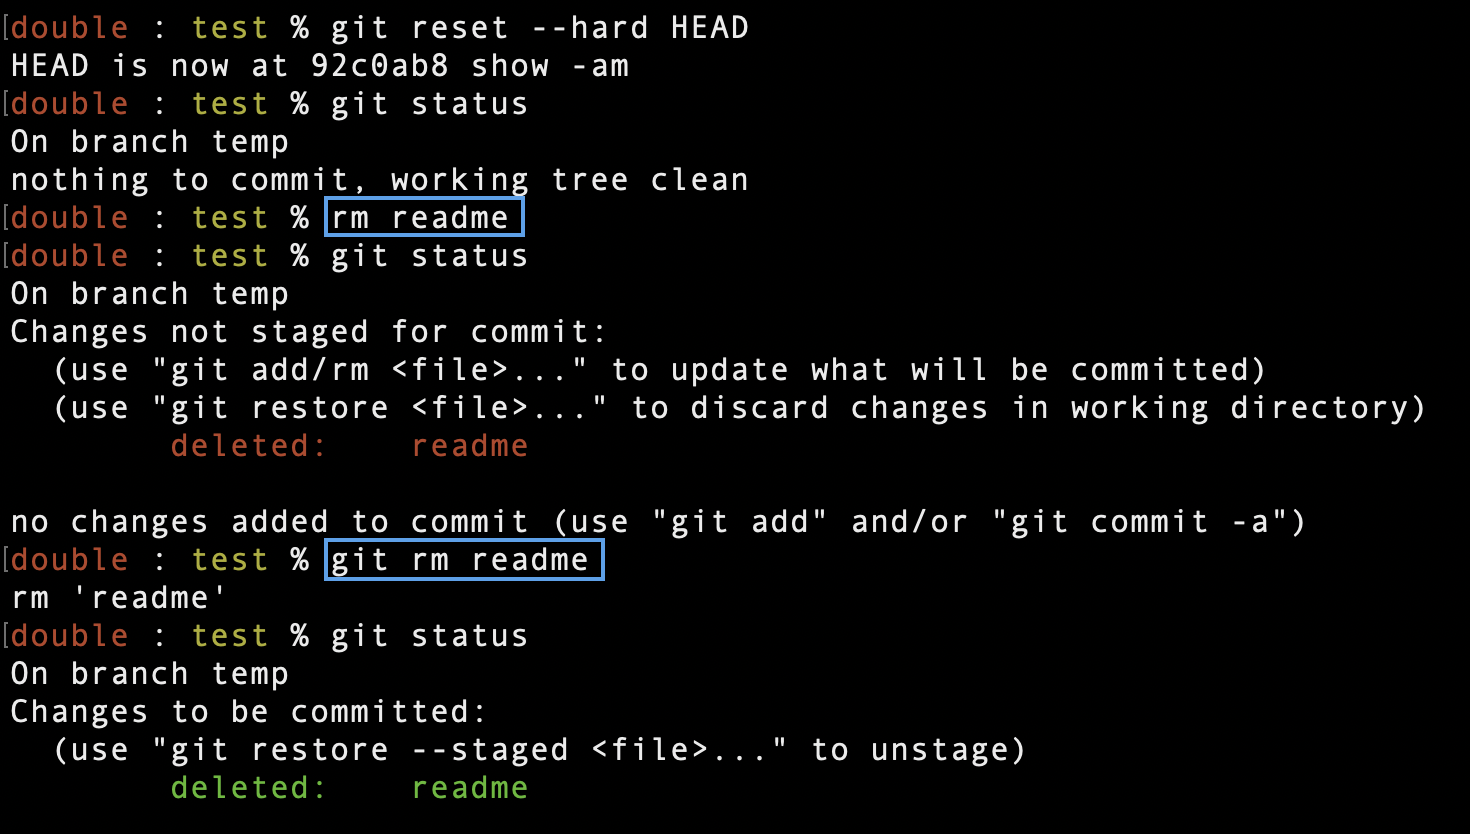 [double : test % git reset --hard HEAD
HEAD is now at 92c0ab8 show -am
[double : test % git status
On branch temp
nothing to commit, working tree clean
[double : test % rm readme
[double : test % git status
On branch temp
Changes not staged for commit:
  (use "git add/rm <file>..." to update what will be committed)
  (use "git restore <file>..." to discard changes in working directory)
        deleted:    readme

no changes added to commit (use "git add" and/or "git commit -a")
[double : test % git rm readme
rm 'readme'
[double : test % git status
On branch temp
Changes to be committed:
  (use "git restore --staged <file>..." to unstage)
        deleted:    readme